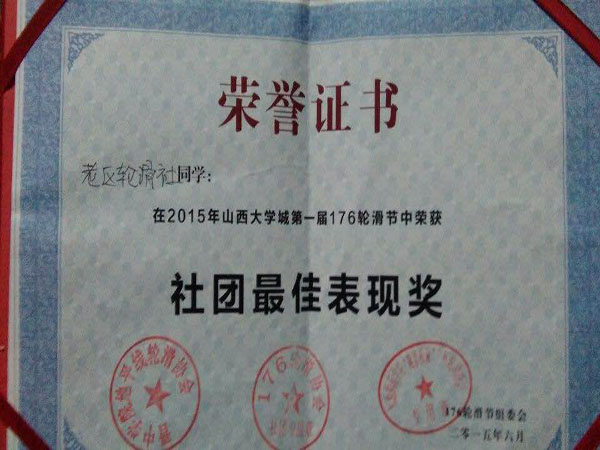 荣誉证书
老区轮滑社同学:
在2015年山西大学城第一届176轮滑节中荣获
社团最佳表现奖
176轮滑节组委会
二零一五年六月